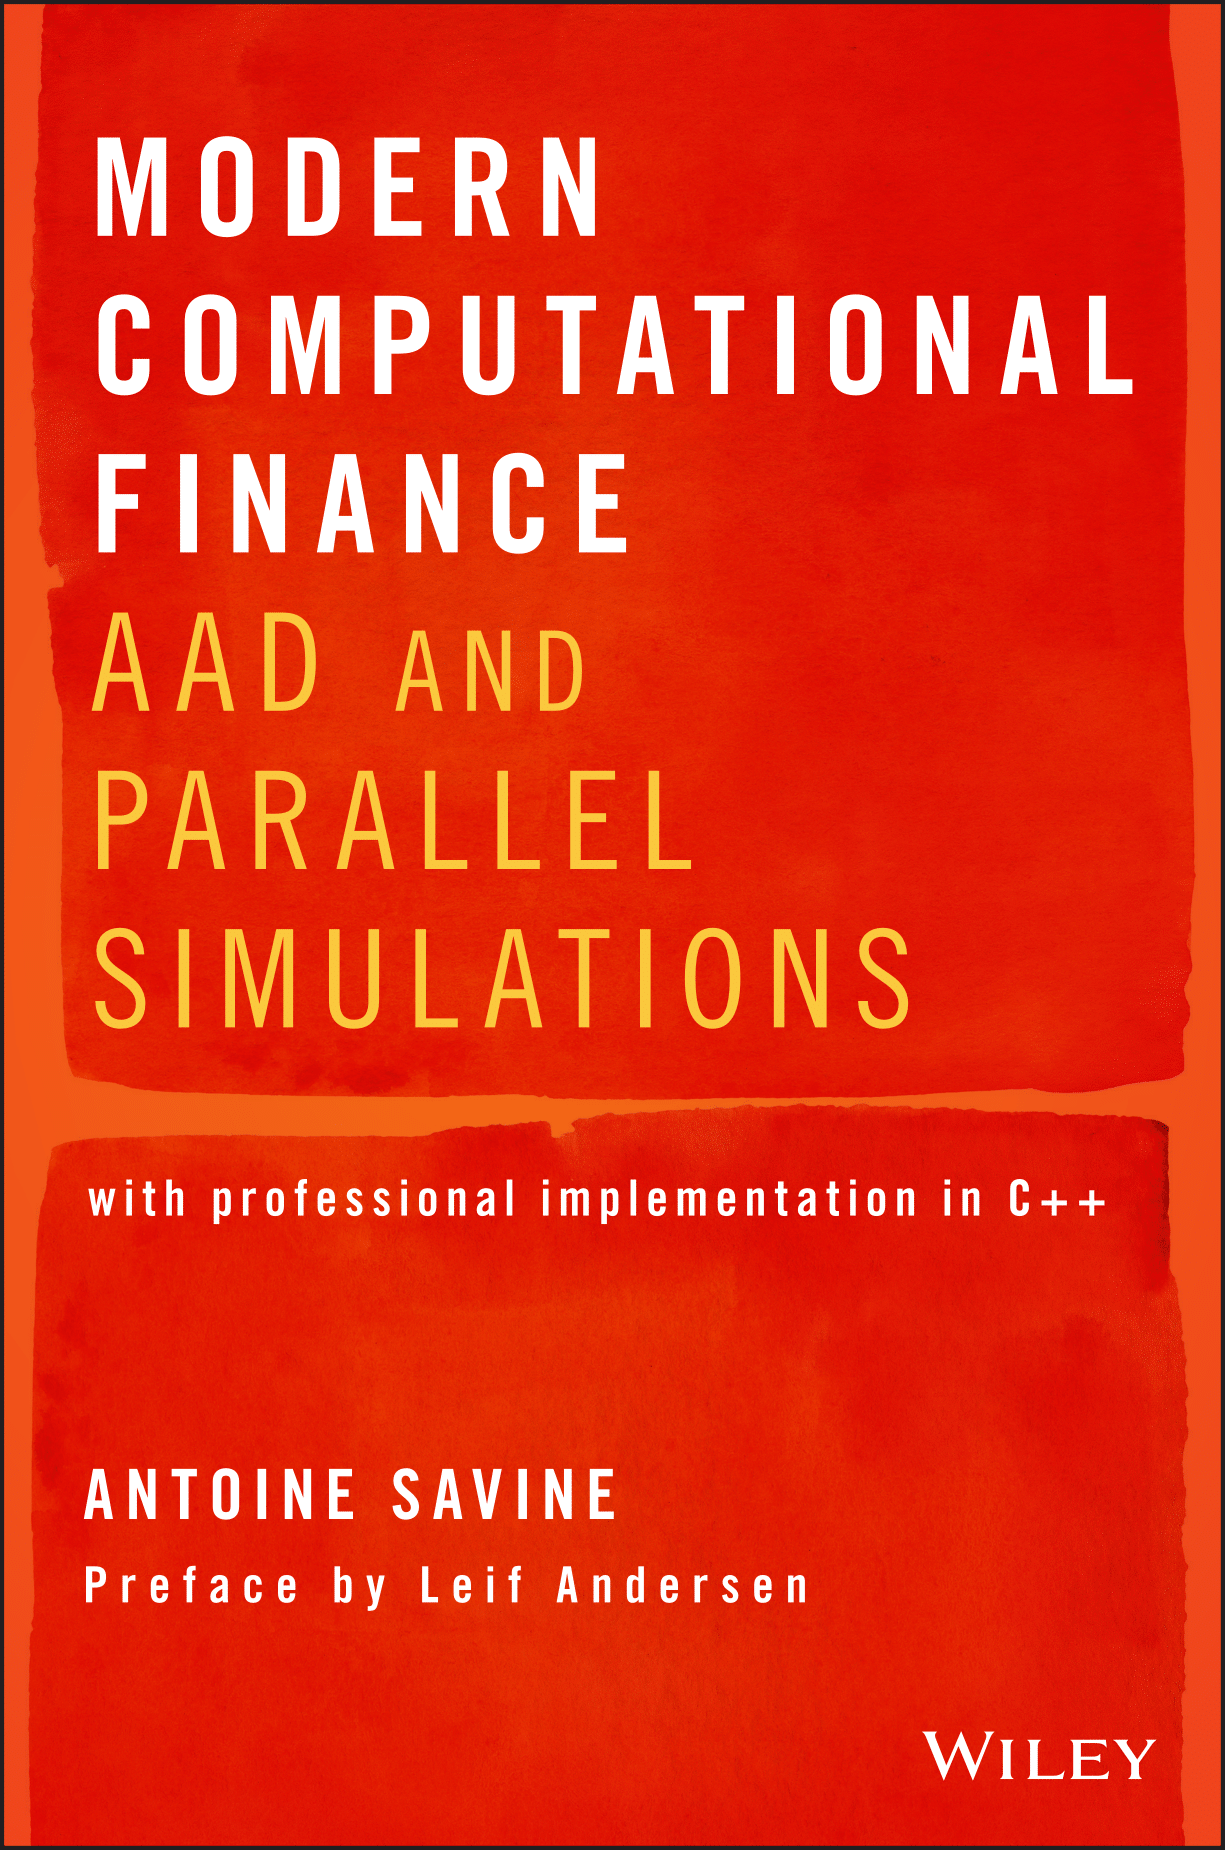 MODERN
COMPUTATIONAL
FINANCE
AAD AND
PARALLEL
SIMULATIONS
with professional implementation in C++
ANTOINE SAVINE
Preface by Leif Andersen
WILEY